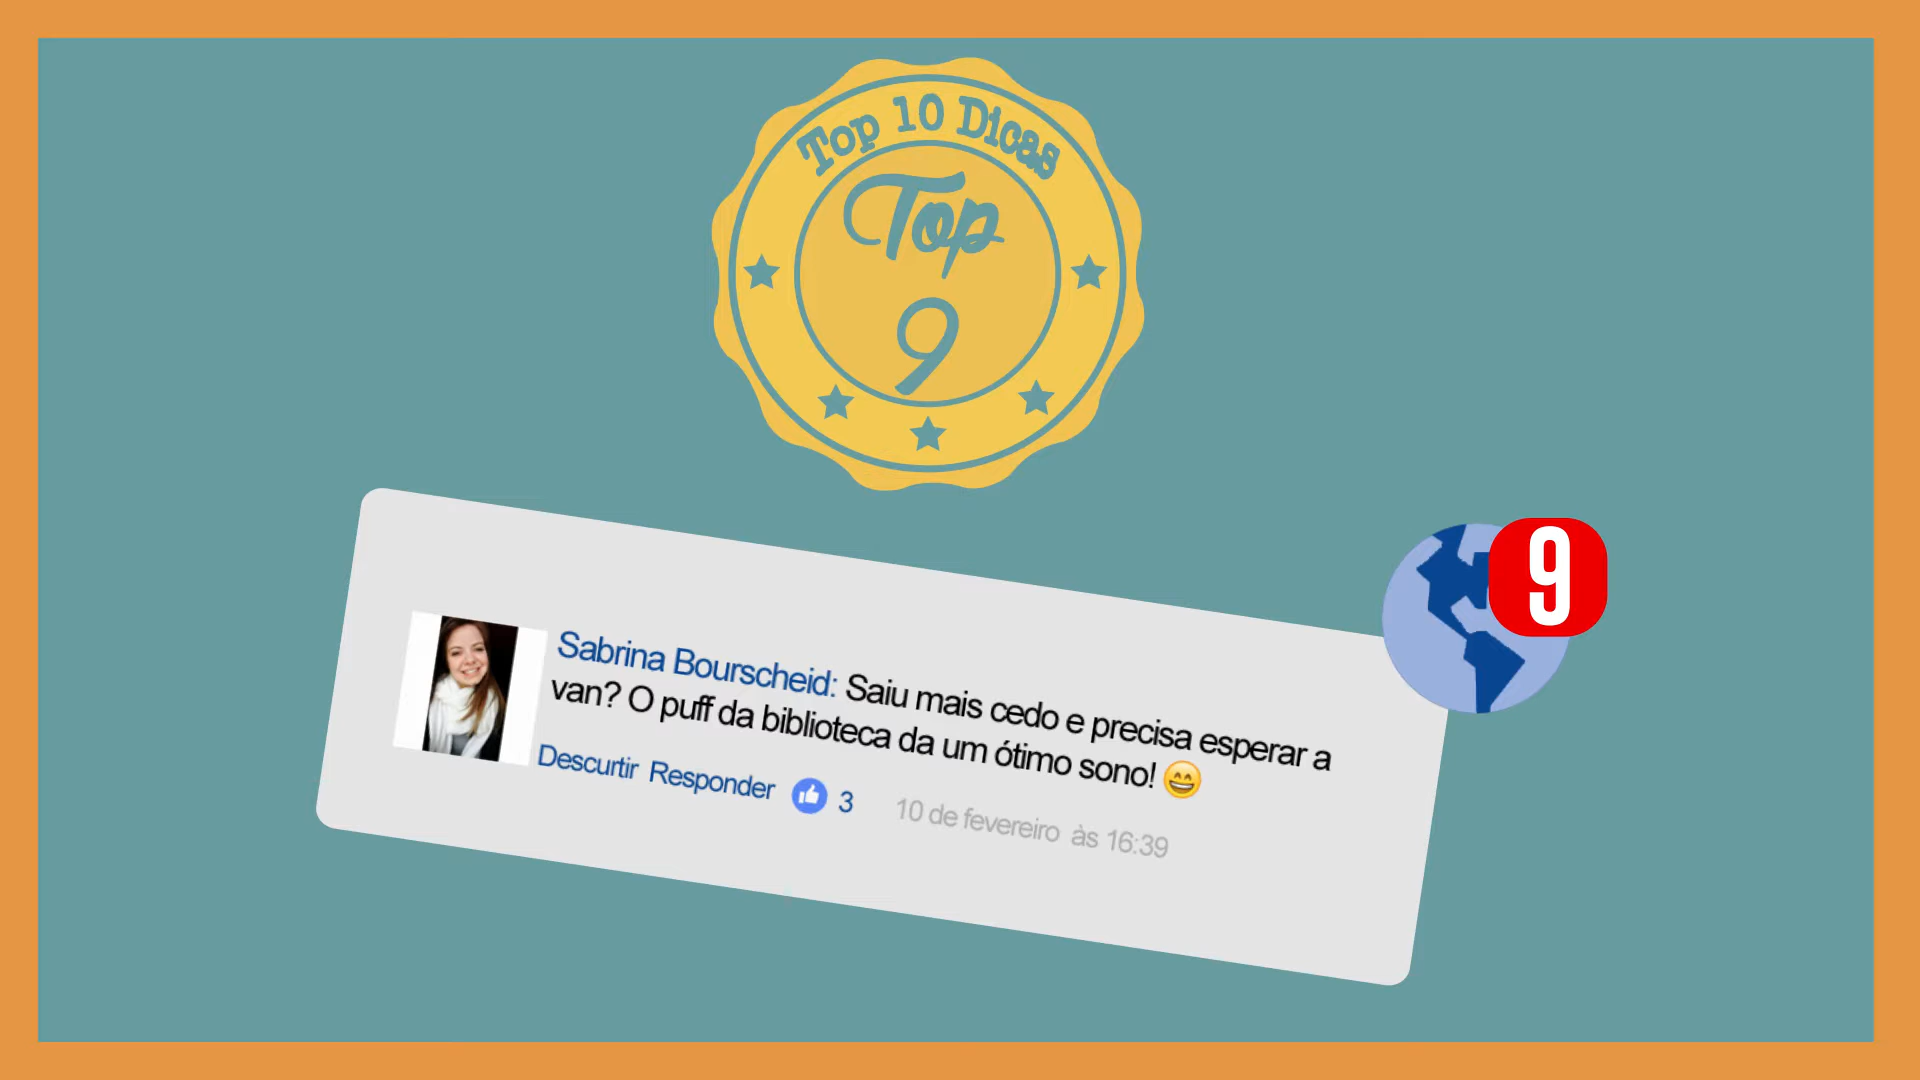 Top 10 Dicas
Top
9
9
Sabrina Bourscheid: Saiu mais cedo e precisa esperar a
van? O puff da biblioteca da um ótimo sono! 😄
Descurtir Responder 3 10 de fevereiro às 16:39